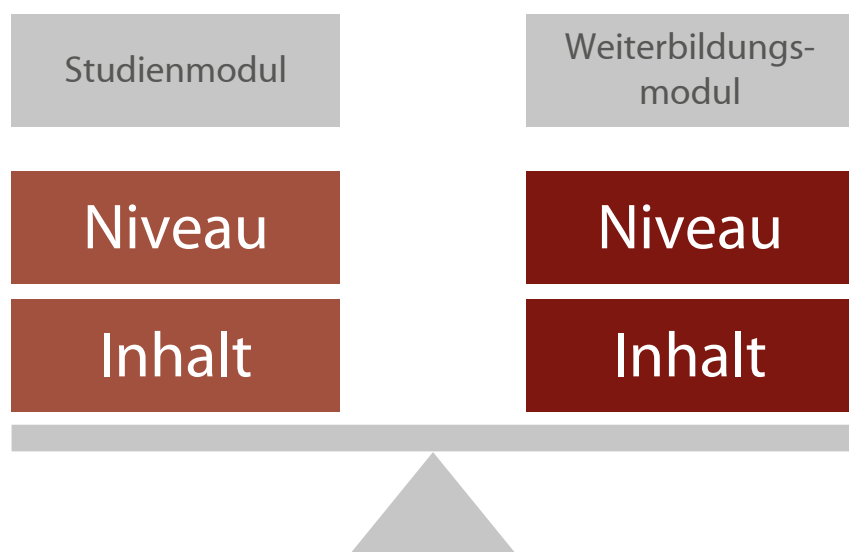 Studienmodul
Weiterbildungs-
modul
Niveau
Niveau
Inhalt
Inhalt